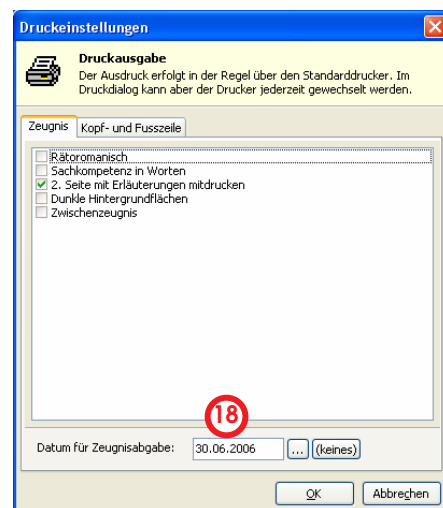 Druckeinstellungen
Druckausgabe
Der Ausdruck erfolgt in der Regel über den Standarddrucker. Im
Druckdialog kann aber der Drucker jederzeit gewechselt werden.
Zeugnis Kopf- und Fusszeile
Rätoromanisch
Sachkompetenz in Worten
2. Seite mit Erläuterungen mitdrucken
Dunkle Hintergrundflächen
Zwischenzeugnis
18
Datum für Zeugnisabgabe: 30.06.2006 ... (keines)
OK Abbrechen